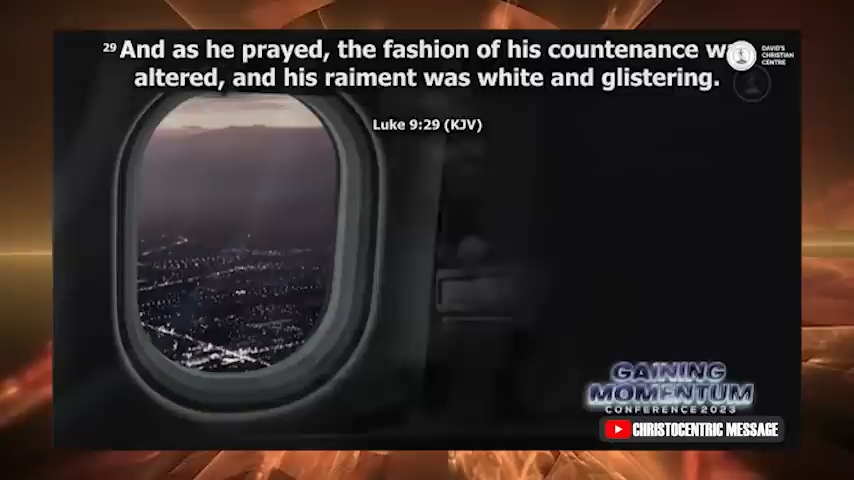 29 And as he prayed, the fashion of his countenance
altered, and his raiment was white and glistering.
Luke 9:29 (KJV)
DAVID'S
CHRISTIAN
CENTRE
GAINING
MOMENTUM
CONFERENCE 2023
CHRISTOCENTRIC MESSAGE